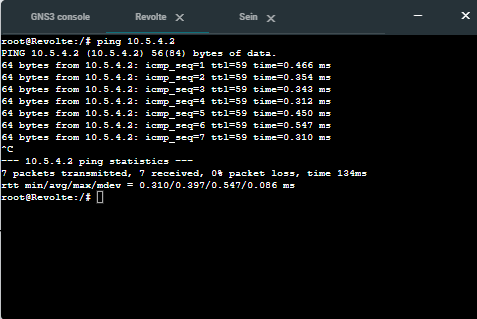 GNS3 console Revolte Sein
root@Revolte:/# ping 10.5.4.2
PING 10.5.4.2 (10.5.4.2) 56(84) bytes of data.
64 bytes from 10.5.4.2: icmp_seq=1 ttl=59 time=0.466 ms
64 bytes from 10.5.4.2: icmp_seq=2 ttl=59 time=0.354 ms
64 bytes from 10.5.4.2: icmp_seq=3 ttl=59 time=0.343 ms
64 bytes from 10.5.4.2: icmp_seq=4 ttl=59 time=0.312 ms
64 bytes from 10.5.4.2: icmp_seq=5 ttl=59 time=0.450 ms
64 bytes from 10.5.4.2: icmp_seq=6 ttl=59 time=0.547 ms
64 bytes from 10.5.4.2: icmp_seq=7 ttl=59 time=0.310 ms
^C
--- 10.5.4.2 ping statistics ---
7 packets transmitted, 7 received, 0% packet loss, time 134ms
rtt min/avg/max/mdev = 0.310/0.397/0.547/0.086 ms
root@Revolte:/#